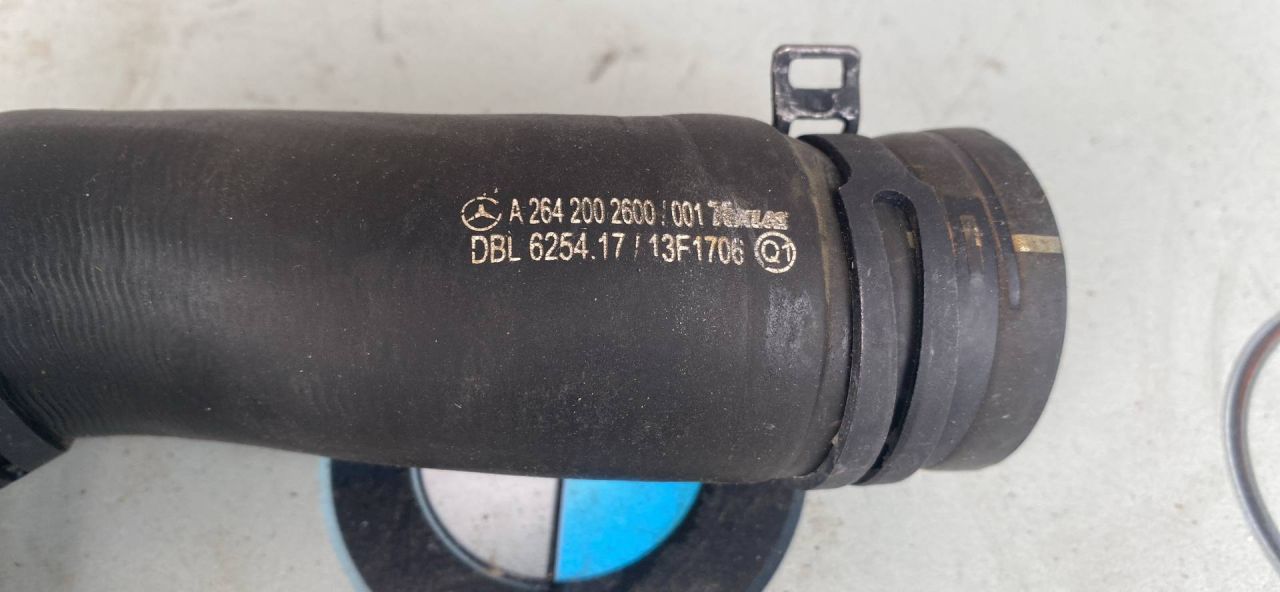 A 264 200 2600 / 001
DBL 6254.17 / 13F1706 Q1